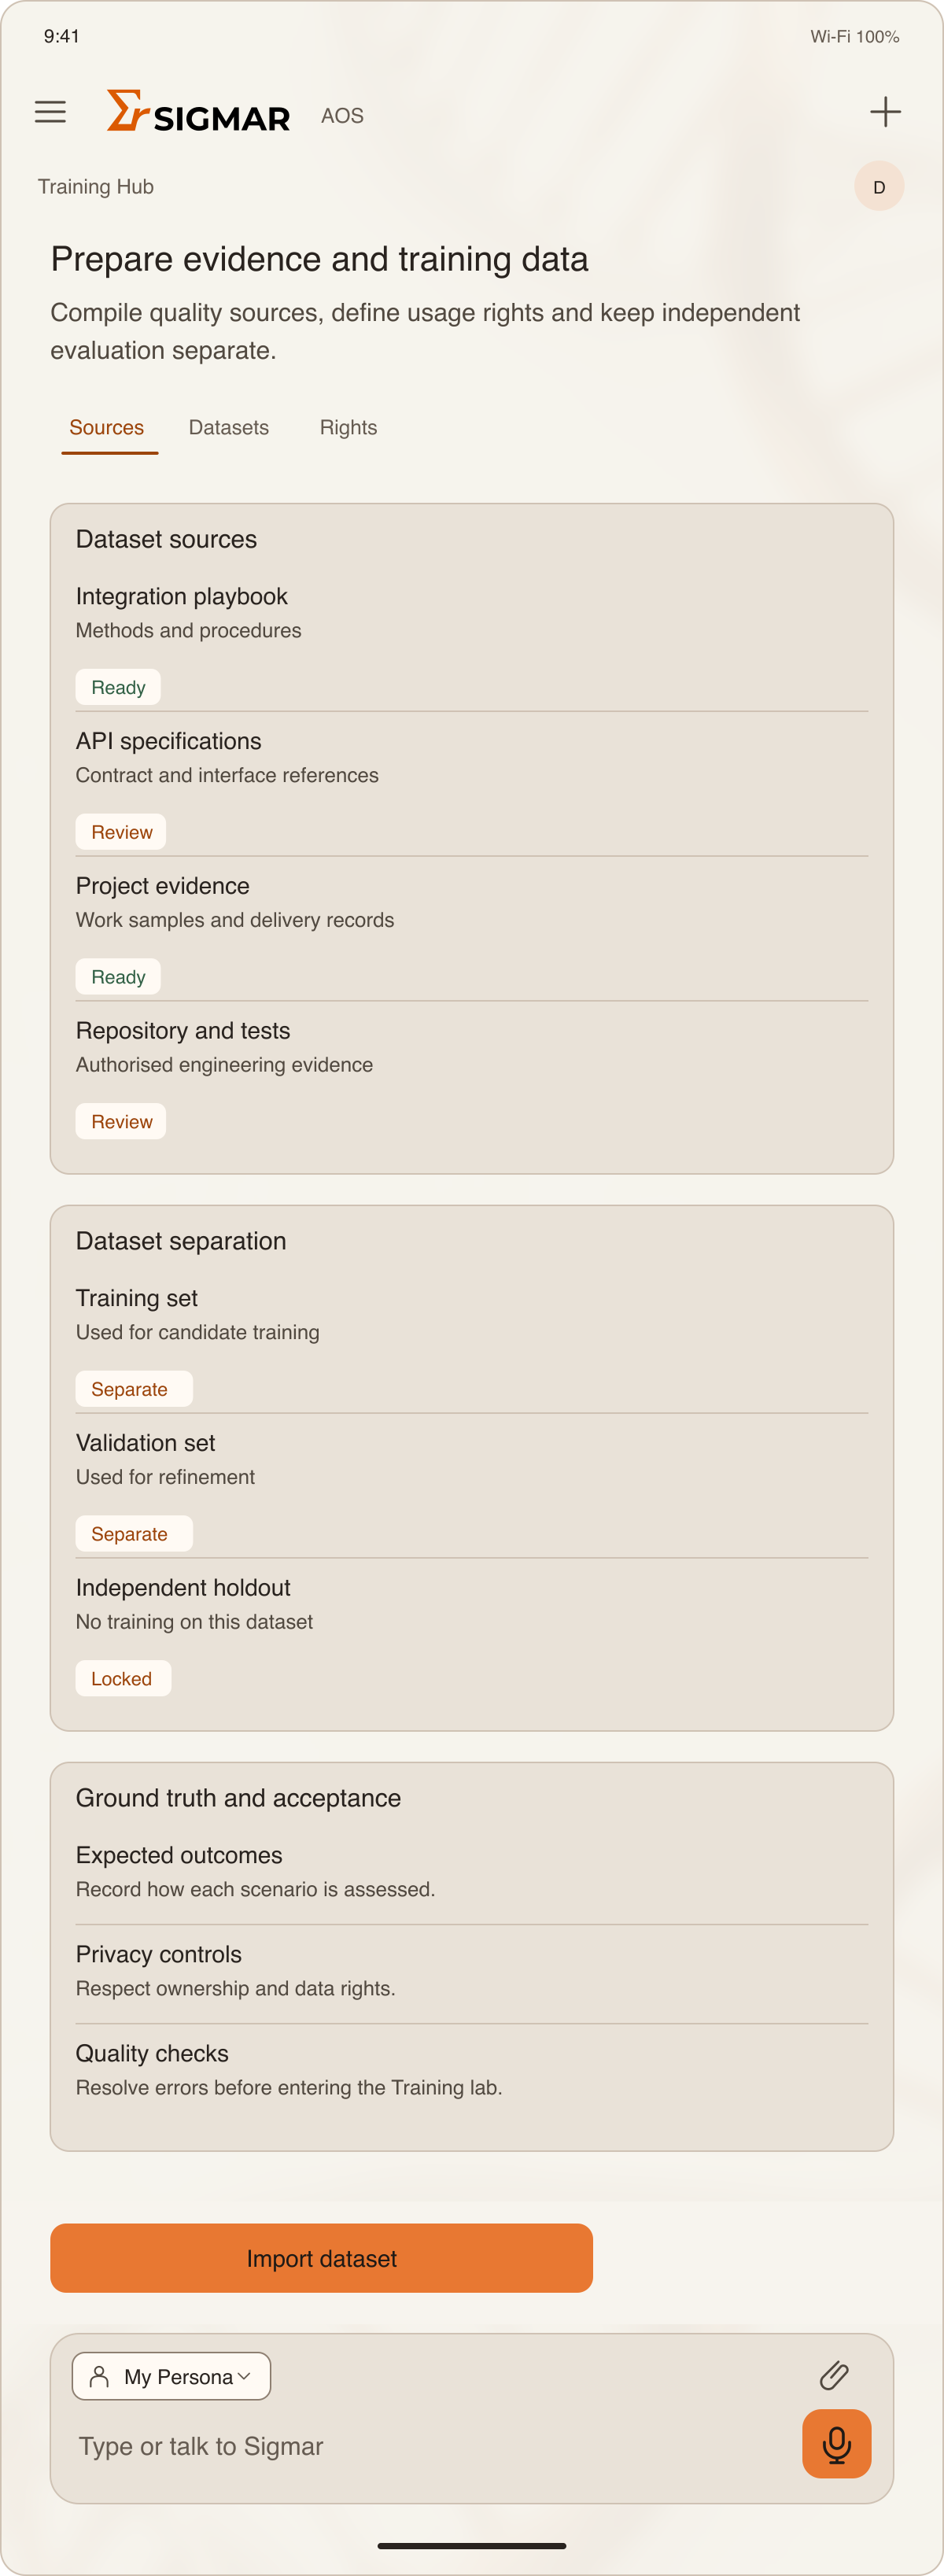 9:41
Wi-Fi 100%
Σr SIGMAR AOS
Training Hub
D
Prepare evidence and training data
Compile quality sources, define usage rights and keep independent
evaluation separate.
Sources Datasets Rights
Dataset sources
Integration playbook
Methods and procedures
Ready
API specifications
Contract and interface references
Review
Project evidence
Work samples and delivery records
Ready
Repository and tests
Authorised engineering evidence
Review
Dataset separation
Training set
Used for candidate training
Separate
Validation set
Used for refinement
Separate
Independent holdout
No training on this dataset
Locked
Ground truth and acceptance
Expected outcomes
Record how each scenario is assessed.
Privacy controls
Respect ownership and data rights.
Quality checks
Resolve errors before entering the Training lab.
Import dataset
My Persona
Type or talk to Sigmar